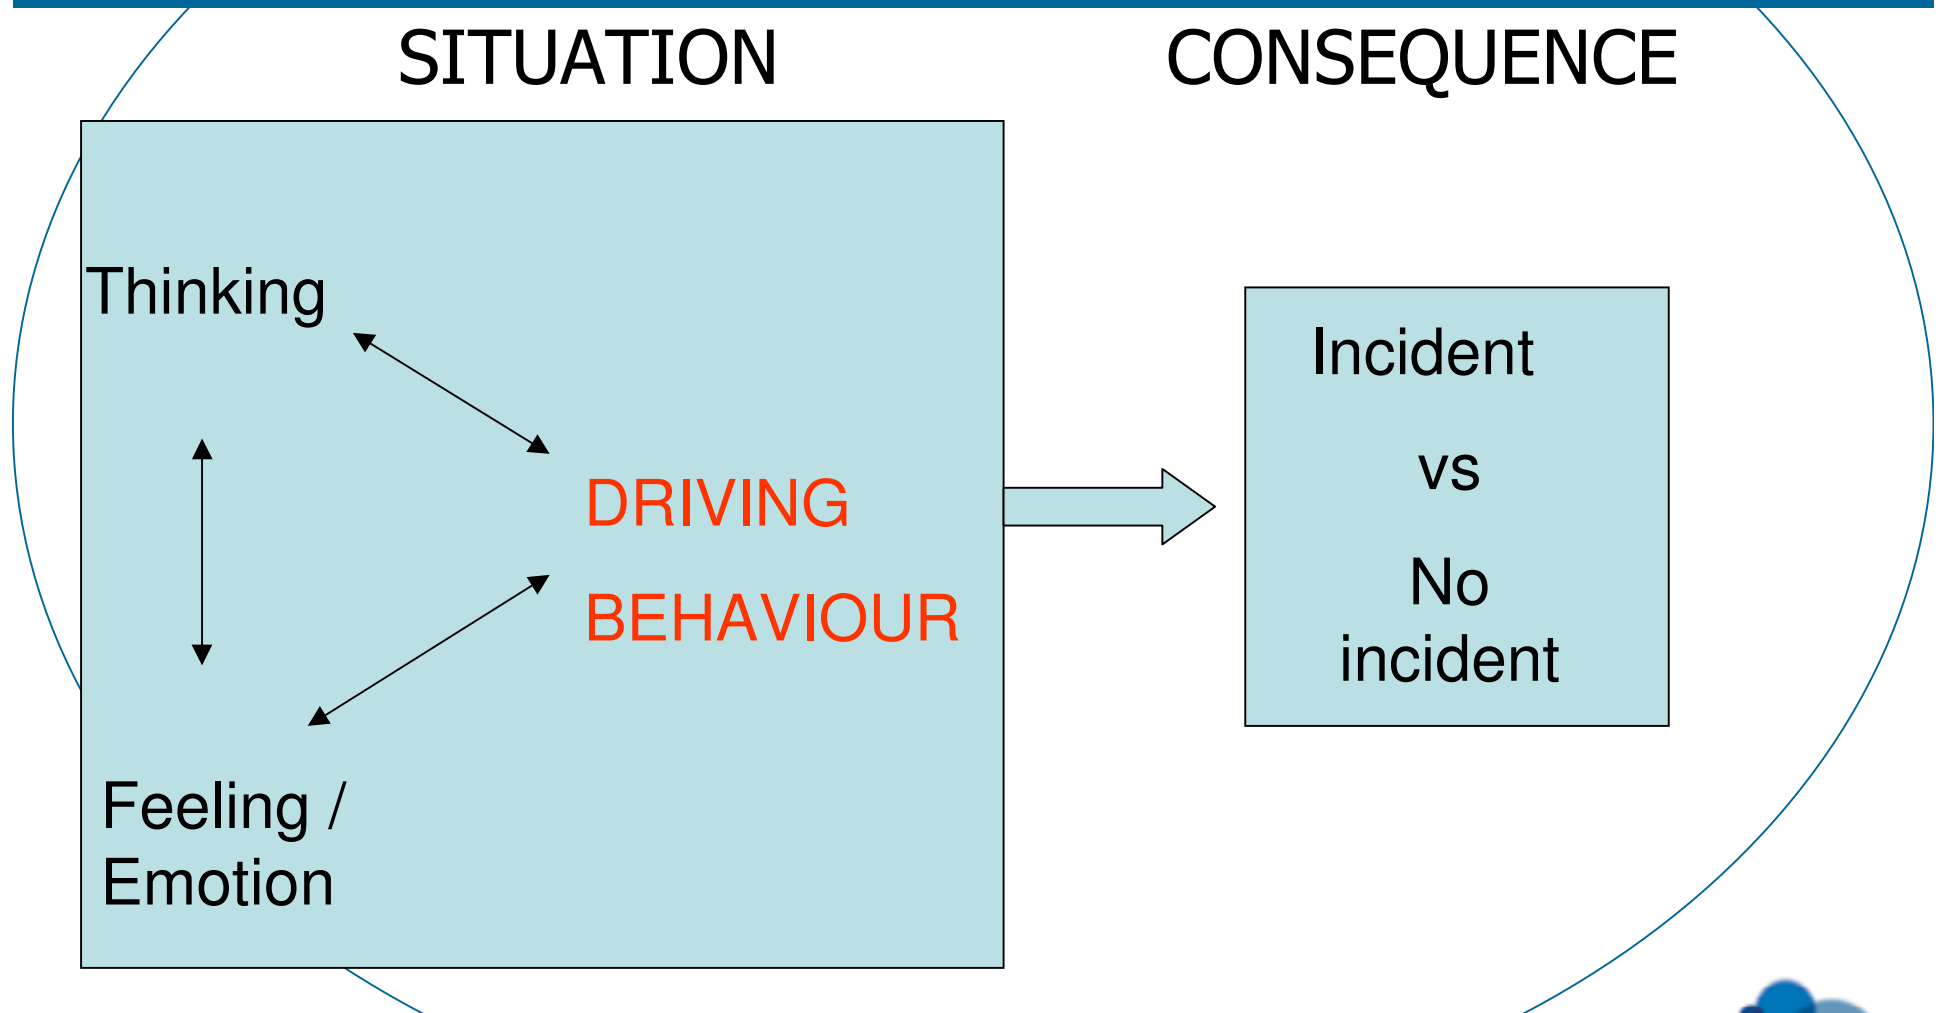 SITUATION
CONSEQUENCE
Thinking
DRIVING
BEHAVIOUR
Feeling /
Emotion
Incident
vs
No
incident